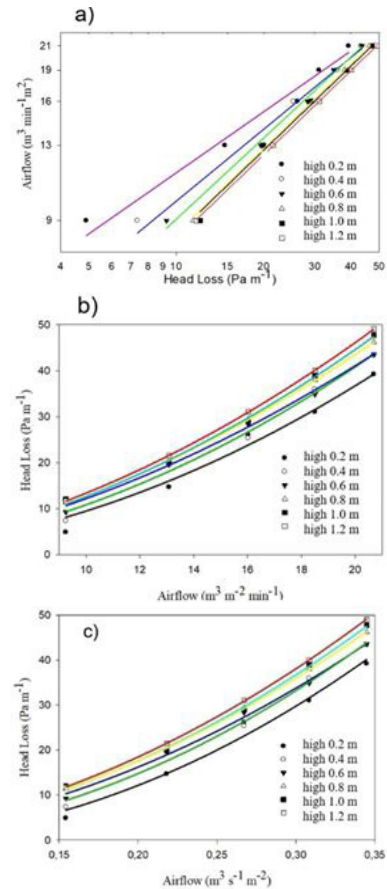 a)
21
19
16
13
9
Airflow (m³ min⁻¹m²)
4 5 6 7 8 9 10 15 20 25 30 35 40 45 50
Head Loss (Pa m⁻¹)
high 0.2 m
high 0.4 m
high 0.6 m
high 0.8 m
high 1.0 m
high 1.2 m
b)
50
40
30
20
10
0
Head Loss (Pa m⁻¹)
10 12 14 16 18 20
Airflow (m³ m⁻² min⁻¹)
high 0.2 m
high 0.4 m
high 0.6 m
high 0.8 m
high 1.0 m
high 1.2 m
c)
50
40
30
20
10
0
Head Loss (Pa m⁻¹)
0,15 0,20 0,25 0,30 0,35
Airflow (m³ s⁻¹ m⁻²)
high 0.2 m
high 0.4 m
high 0.6 m
high 0.8 m
high 1.0 m
high 1.2 m